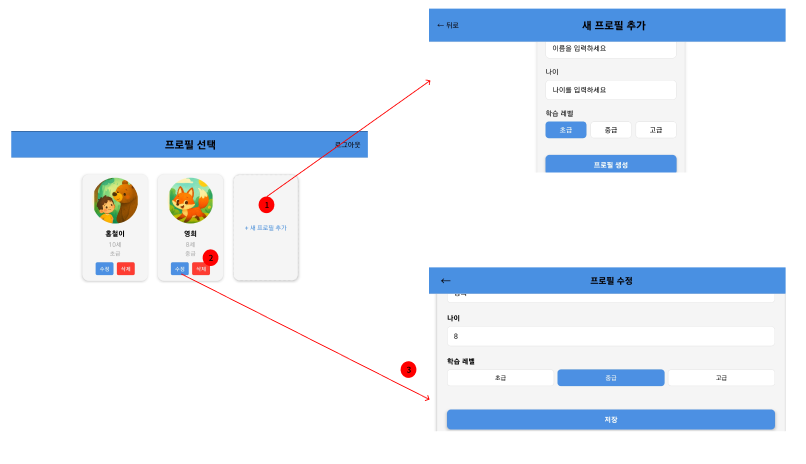 ← 뒤로
새 프로필 추가
이름을 입력하세요
나이
나이를 입력하세요
학습 레벨
초급
중급
고급
프로필 생성
프로필 선택
로그아웃
홍철이
10세
초급
수정
삭제
영희
8세
중급
수정
삭제
1
+ 새 프로필 추가
2
←
프로필 수정
나이
8
3
학습 레벨
초급
중급
고급
저장